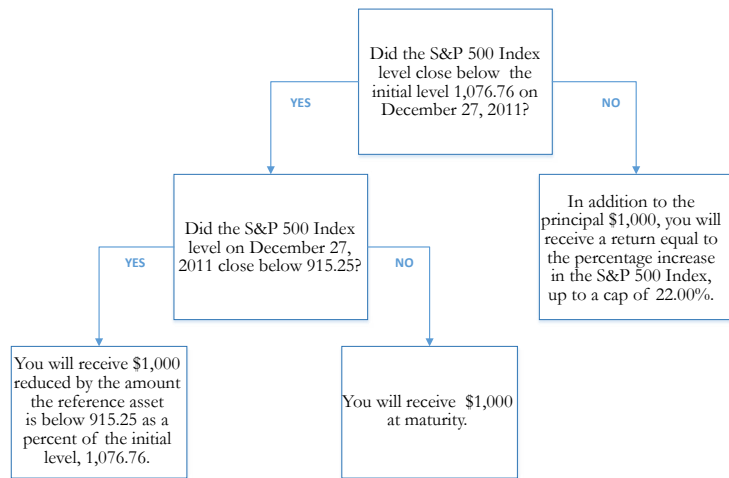 Did the S&P 500 Index
level close below the
initial level 1,076.76 on
December 27, 2011?
YES
NO
Did the S&P 500 Index
level on December 27,
2011 close below 915.25?
In addition to the
principal $1,000, you will
receive a return equal to
the percentage increase
in the S&P 500 Index,
up to a cap of 22.00%.
YES
NO
You will receive $1,000
reduced by the amount
the reference asset
is below 915.25 as a
percent of the initial
level, 1,076.76.
You will receive $1,000
at maturity.